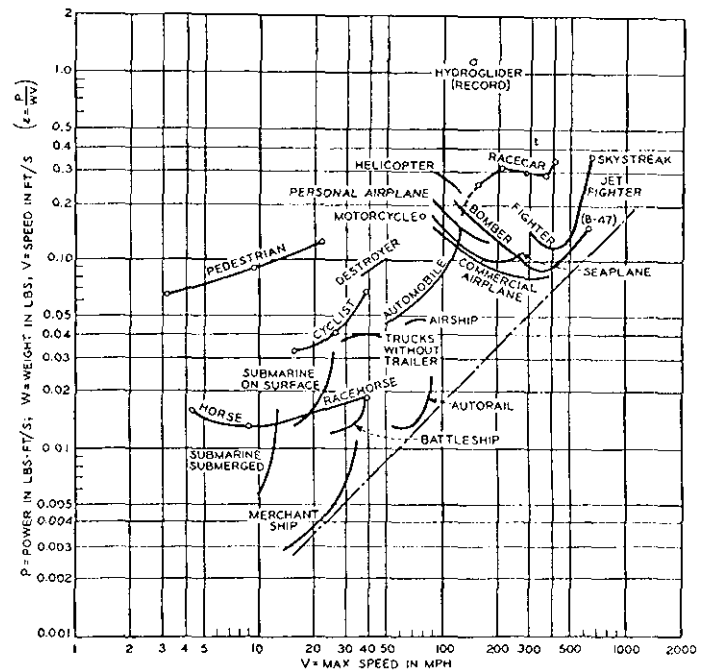 2
1.0
0.5
0.4
0.3
0.2
0.10
0.05
0.04
0.03
0.02
0.01
0.005
0.004
0.003
0.002
0.001
P=POWER IN LBS·FT/S; W=WEIGHT IN LBS, V=SPEED IN FT/S (ε=P/WV)
HYDROGLIDER
(RECORD)
RACECAR
SKYSTREAK
HELICOPTER
JET
FIGHTER
PERSONAL AIRPLANE
MOTORCYCLE
BOMBER
FIGHTER
(B-47)
PEDESTRIAN
DESTROYER
SEAPLANE
COMMERCIAL
AIRPLANE
AUTOMOBILE
CYCLIST
AIRSHIP
TRUCKS
WITHOUT
TRAILER
SUBMARINE
ON SURFACE
RACEHORSE
HORSE
AUTORAIL
BATTLESHIP
SUBMARINE
SUBMERGED
MERCHANT
SHIP
1 2 3 4 5 10 20 30 40 50 100 200 300 500 1000 2000
V=MAX SPEED IN MPH